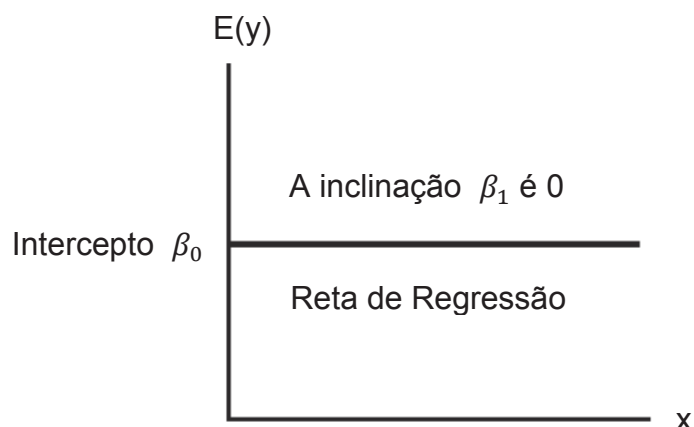 E(y)
A inclinação β₁ é 0
Intercepto β₀
Reta de Regressão
x